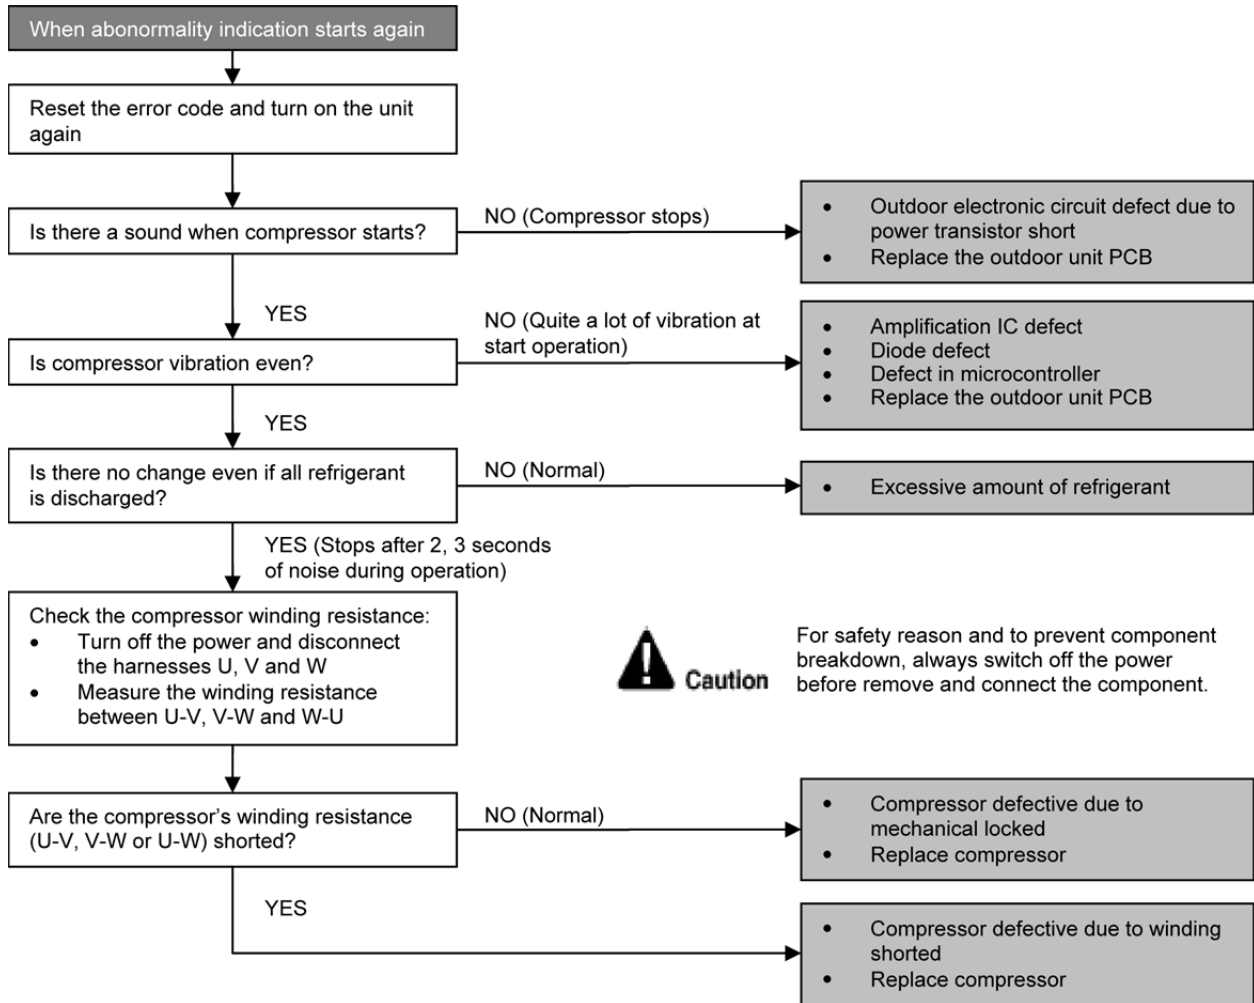 When abonormality indication starts again
Reset the error code and turn on the unit
again
Is there a sound when compressor starts?
NO (Compressor stops)
• Outdoor electronic circuit defect due to
power transistor short
• Replace the outdoor unit PCB
YES
Is compressor vibration even?
NO (Quite a lot of vibration at
start operation)
• Amplification IC defect
• Diode defect
• Defect in microcontroller
• Replace the outdoor unit PCB
YES
Is there no change even if all refrigerant
is discharged?
NO (Normal)
• Excessive amount of refrigerant
YES (Stops after 2, 3 seconds
of noise during operation)
Check the compressor winding resistance:
• Turn off the power and disconnect
the harnesses U, V and W
• Measure the winding resistance
between U-V, V-W and W-U
Caution
For safety reason and to prevent component
breakdown, always switch off the power
before remove and connect the component.
Are the compressor’s winding resistance
(U-V, V-W or U-W) shorted?
NO (Normal)
• Compressor defective due to
mechanical locked
• Replace compressor
YES
• Compressor defective due to winding
shorted
• Replace compressor